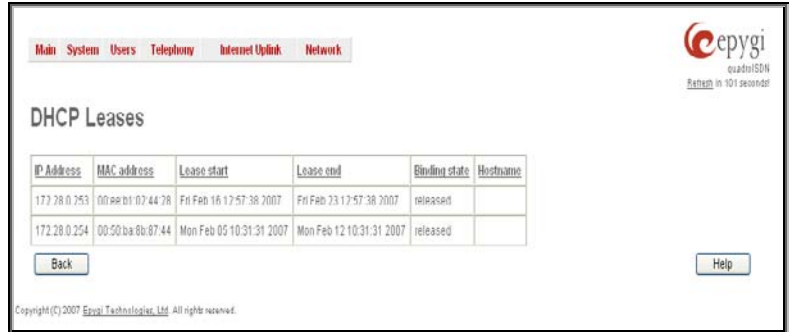 Main System Users Telephony Internet Uplink Network
epygi
quadroISDN
Refresh in 101 seconds!
DHCP Leases
IP Address MAC address Lease start Lease end Binding state Hostname
172.28.0.253 00:ee:b1:02:44:28 Fri Feb 16 12:57:38 2007 Fri Feb 23 12:57:38 2007 released
172.28.0.254 00:50:ba:8b:87:44 Mon Feb 05 10:31:31 2007 Mon Feb 12 10:31:31 2007 released
Back Help
Copyright (C) 2007 Epygi Technologies, Ltd. All rights reserved.